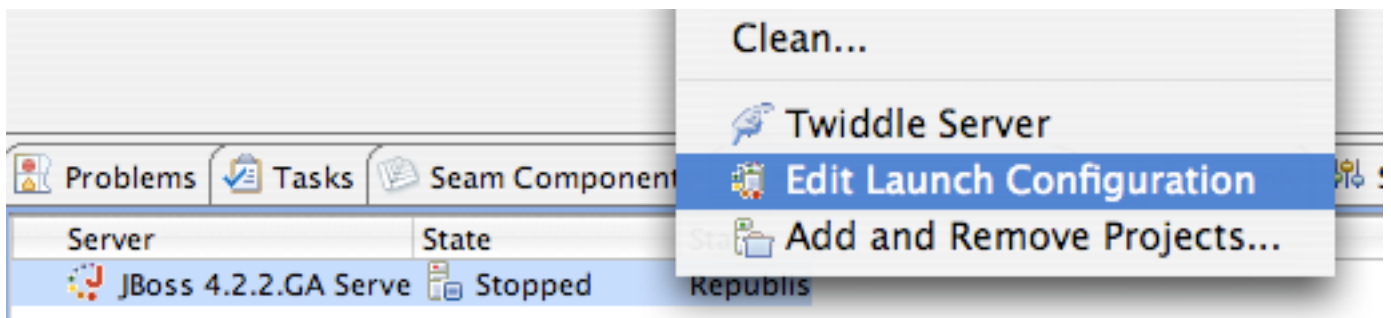 Clean...
Twiddle Server
Problems Tasks Seam Component
Edit Launch Configuration
Add and Remove Projects...
Server State
JBoss 4.2.2.GA Serve Stopped Republis